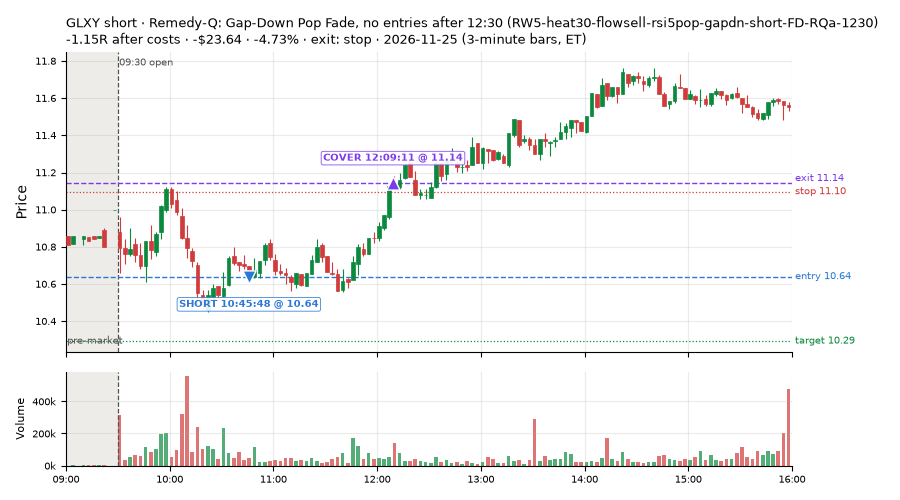 GLXY short · Remedy-Q: Gap-Down Pop Fade, no entries after 12:30 (RW5-heat30-flowsell-rsi5pop-gapdn-short-FD-RQa-1230)
-1.15R after costs · -$23.64 · -4.73% · exit: stop · 2026-11-25 (3-minute bars, ET)
11.8
09:30 open
11.6
11.4
COVER 12:09:11 @ 11.14
11.2
exit 11.14
stop 11.10
Price
11.0
10.8
entry 10.64
10.6
SHORT 10:45:48 @ 10.64
10.4
pre-market
target 10.29
400k
Volume
200k
0k
09:00
10:00
11:00
12:00
13:00
14:00
15:00
16:00